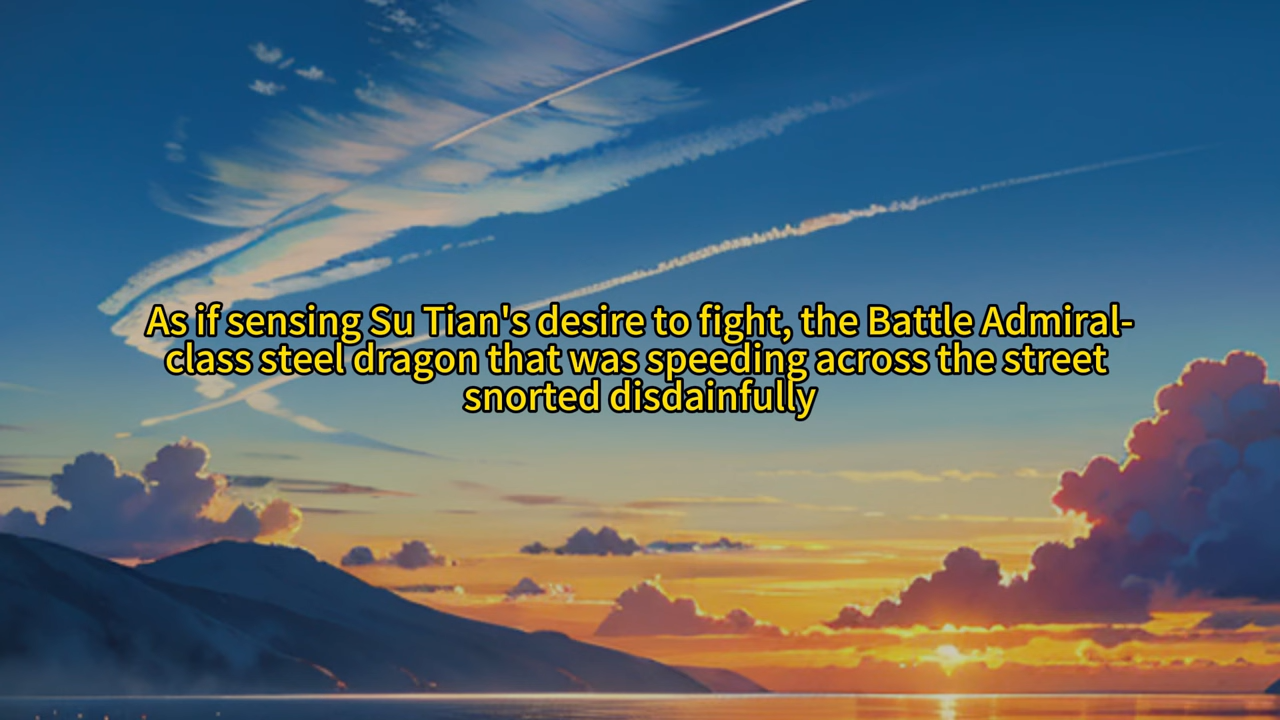 As if sensing Su Tian's desire to fight, the Battle Admiral-
class steel dragon that was speeding across the street
snorted disdainfully